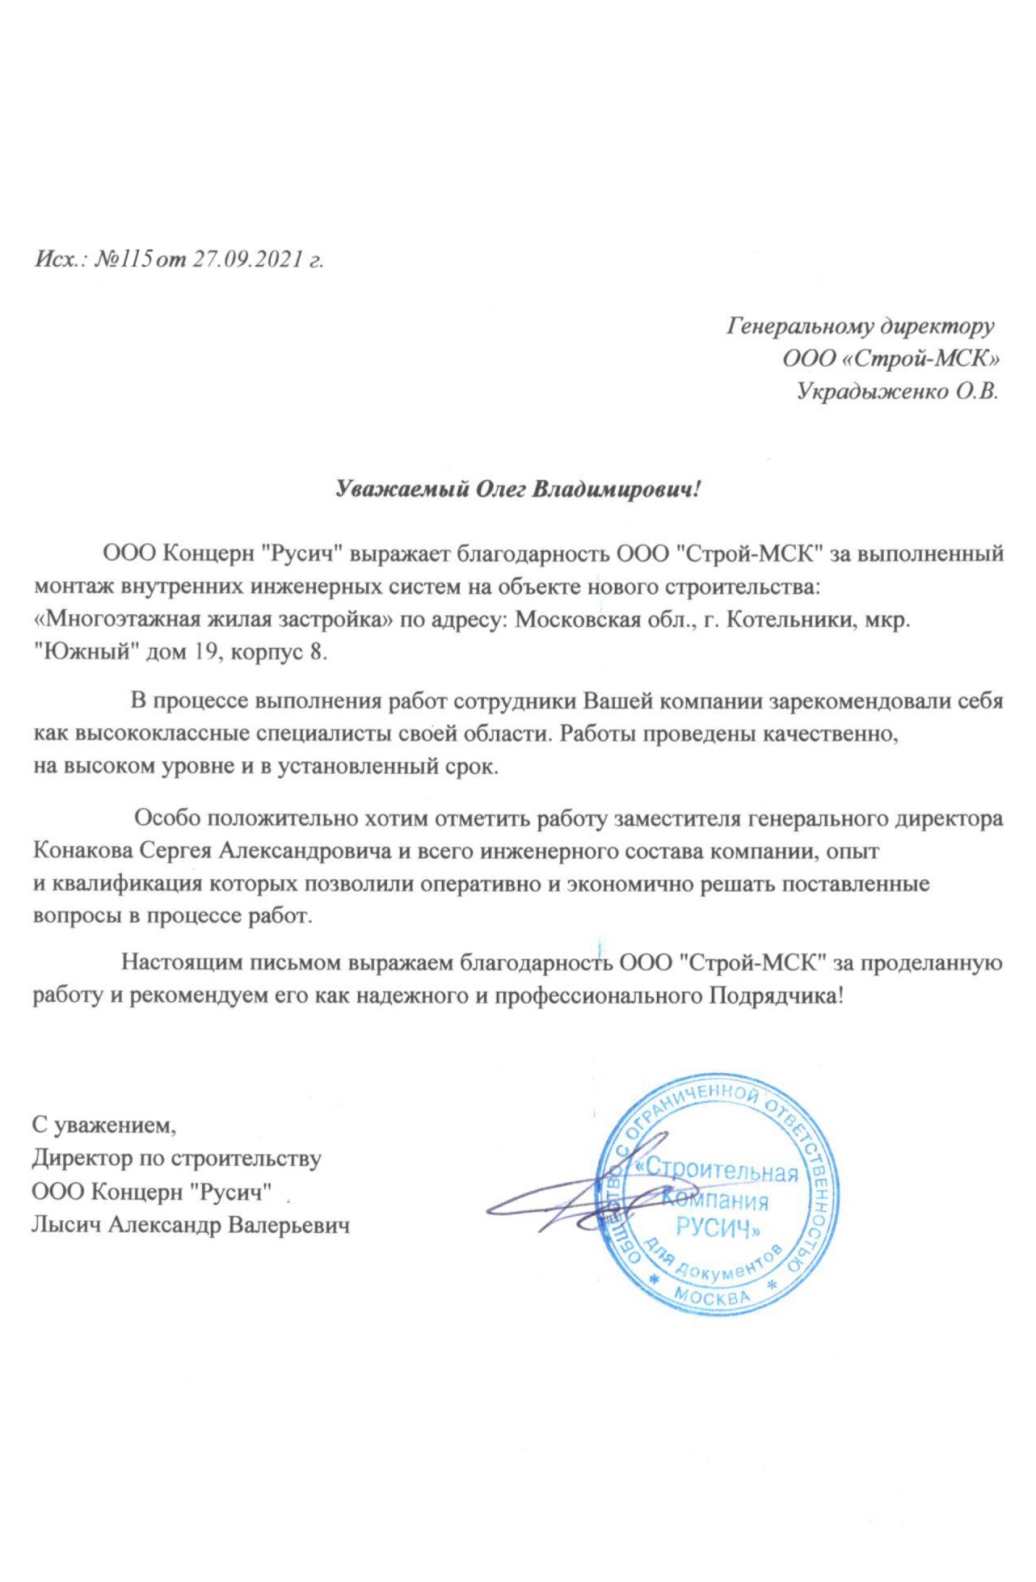 Исх.: №115 от 27.09.2021 г.
Генеральному директору
ООО «Строй-МСК»
Украдыженко О.В.
Уважаемый Олег Владимирович!
ООО Концерн "Русич" выражает благодарность ООО "Строй-МСК" за выполненный
монтаж внутренних инженерных систем на объекте нового строительства:
«Многоэтажная жилая застройка» по адресу: Московская обл., г. Котельники, мкр.
"Южный" дом 19, корпус 8.
В процессе выполнения работ сотрудники Вашей компании зарекомендовали себя
как высококлассные специалисты своей области. Работы проведены качественно,
на высоком уровне и в установленный срок.
Особо положительно хотим отметить работу заместителя генерального директора
Конакова Сергея Александровича и всего инженерного состава компании, опыт
и квалификация которых позволили оперативно и экономично решать поставленные
вопросы в процессе работ.
Настоящим письмом выражаем благодарность ООО "Строй-МСК" за проделанную
работу и рекомендуем его как надежного и профессионального Подрядчика!
С уважением,
Директор по строительству
ООО Концерн "Русич"
Лысич Александр Валерьевич
ОБЩЕСТВО С ОГРАНИЧЕННОЙ ОТВЕТСТВЕННОСТЬЮ
«Строительная
Компания
РУСИЧ»
для документов
* МОСКВА *